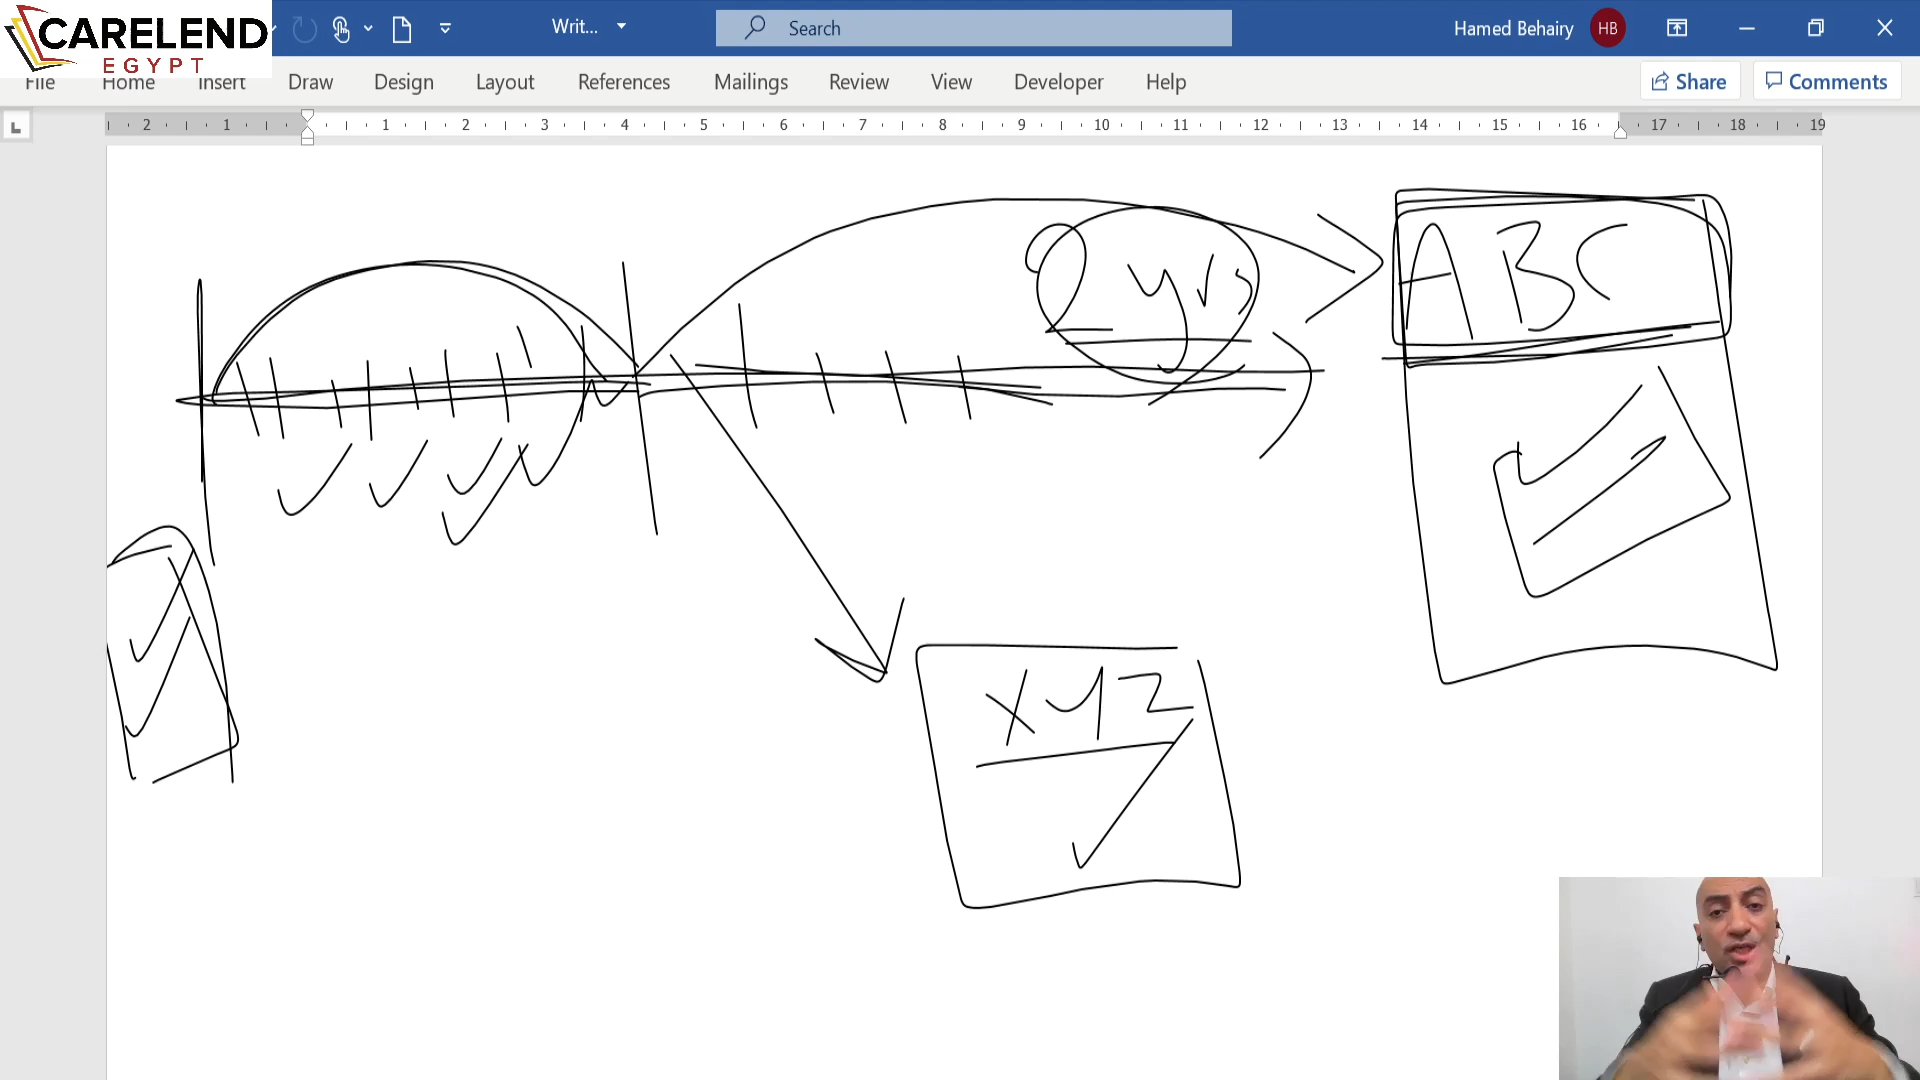 CARELEND
EGYPT
Writ...
Search
Hamed Behairy
HB
File
Home
Insert
Draw
Design
Layout
References
Mailings
Review
View
Developer
Help
Share
Comments
2 1 1 2 3 4 5 6 7 8 9 10 11 12 13 14 15 16 17 18 19
2 yrs
ABC
XYZ